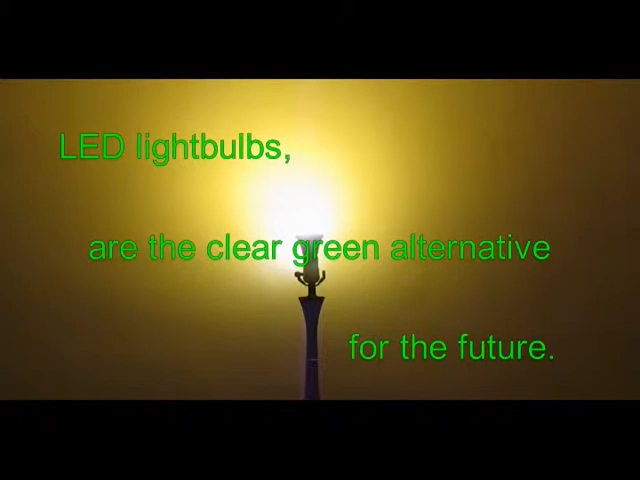 LED lightbulbs,
are the clear green alternative
for the future.